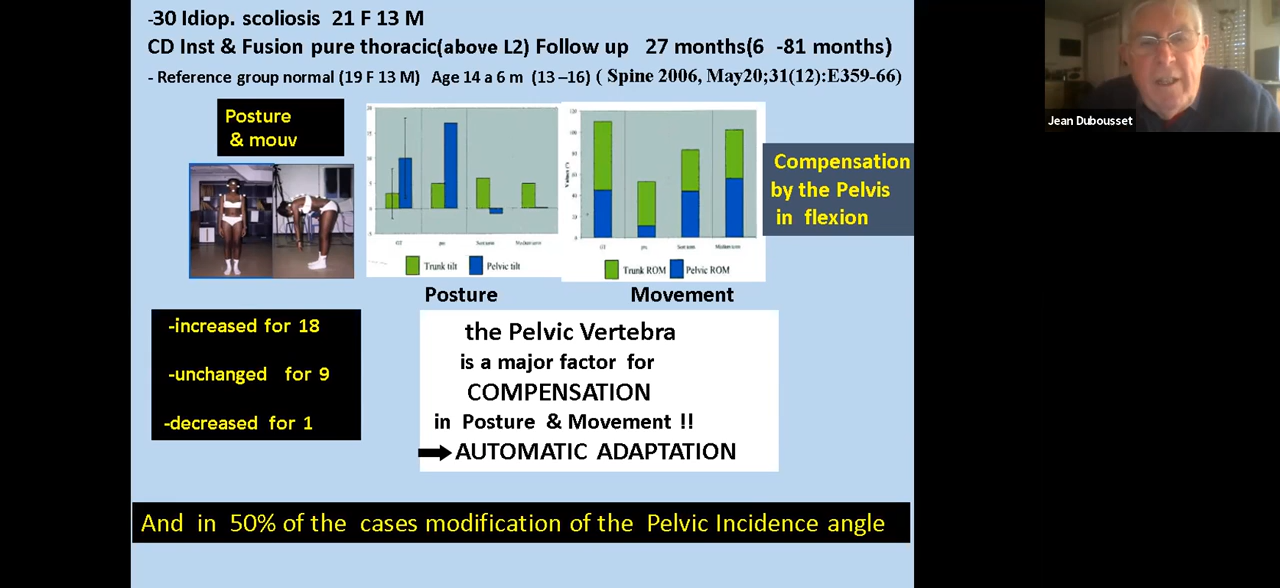 -30 Idiop. scoliosis 21 F 13 M
CD Inst & Fusion pure thoracic(above L2) Follow up 27 months(6 -81 months)
- Reference group normal (19 F 13 M) Age 14 a 6 m (13 –16) ( Spine 2006, May20;31(12):E359-66)
Jean Dubousset
Posture
& mouv
GT
pre
Trunk tilt
Pelvic tilt
GT
pre
Trunk ROM
Pelvic ROM
Compensation
by the Pelvis
in flexion
Posture
Movement
-increased for 18
-unchanged for 9
-decreased for 1
the Pelvic Vertebra
is a major factor for
COMPENSATION
in Posture & Movement !!
AUTOMATIC ADAPTATION
And in 50% of the cases modification of the Pelvic Incidence angle